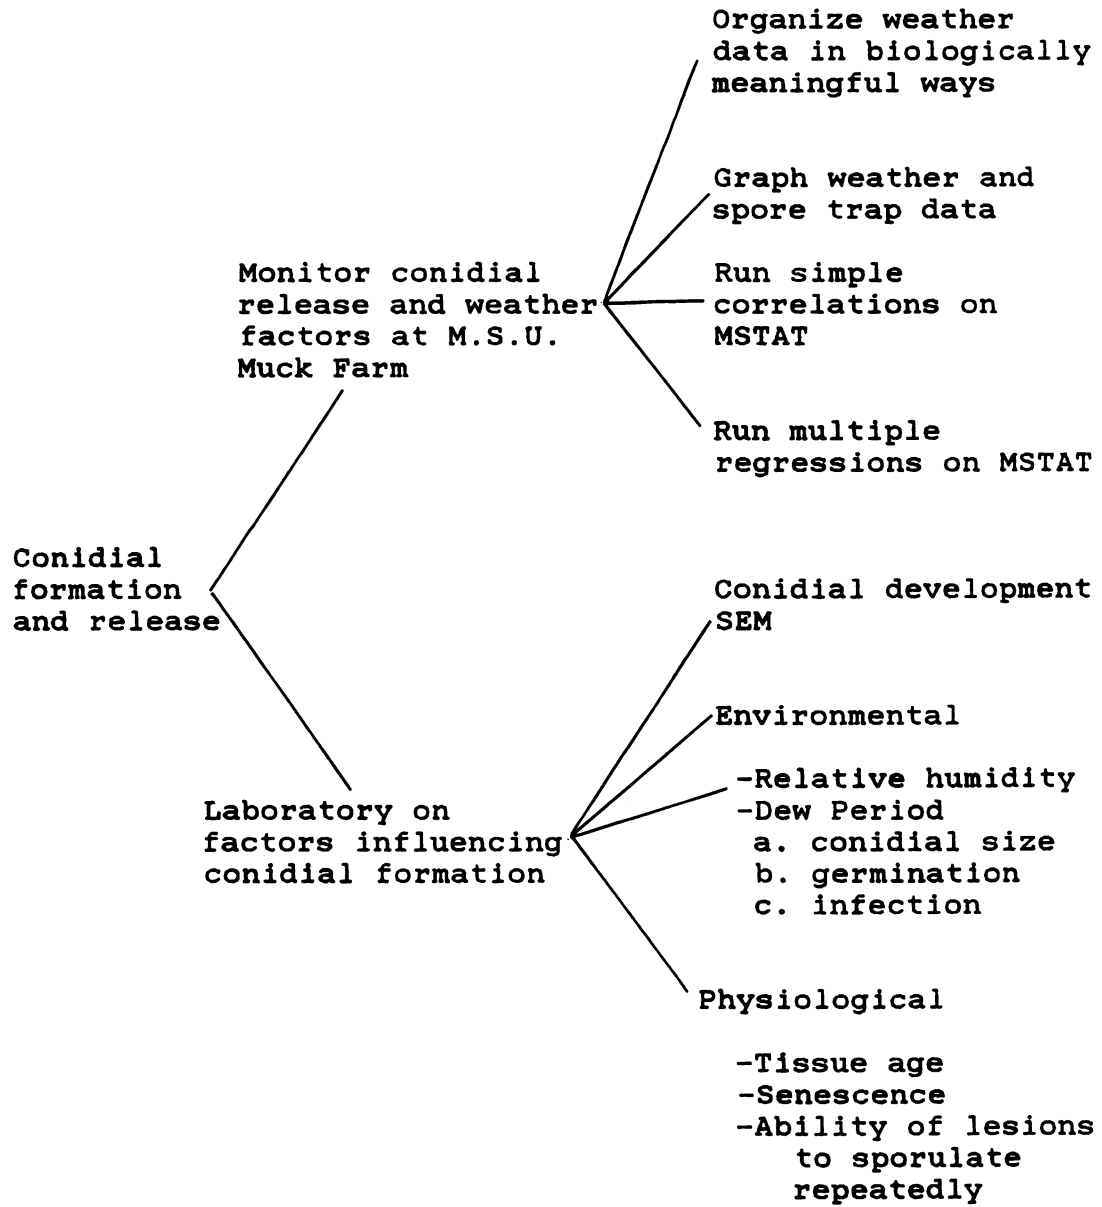 Organize weather
data in biologically
meaningful ways
Graph weather and
spore trap data
Monitor conidial
release and weather
factors at M.S.U.
Muck Farm
Run simple
correlations on
MSTAT
Run multiple
regressions on MSTAT
Conidial
formation
and release
Conidial development
SEM
Environmental
-Relative humidity
-Dew Period
a. conidial size
b. germination
c. infection
Laboratory on
factors influencing
conidial formation
Physiological
-Tissue age
-Senescence
-Ability of lesions
to sporulate
repeatedly